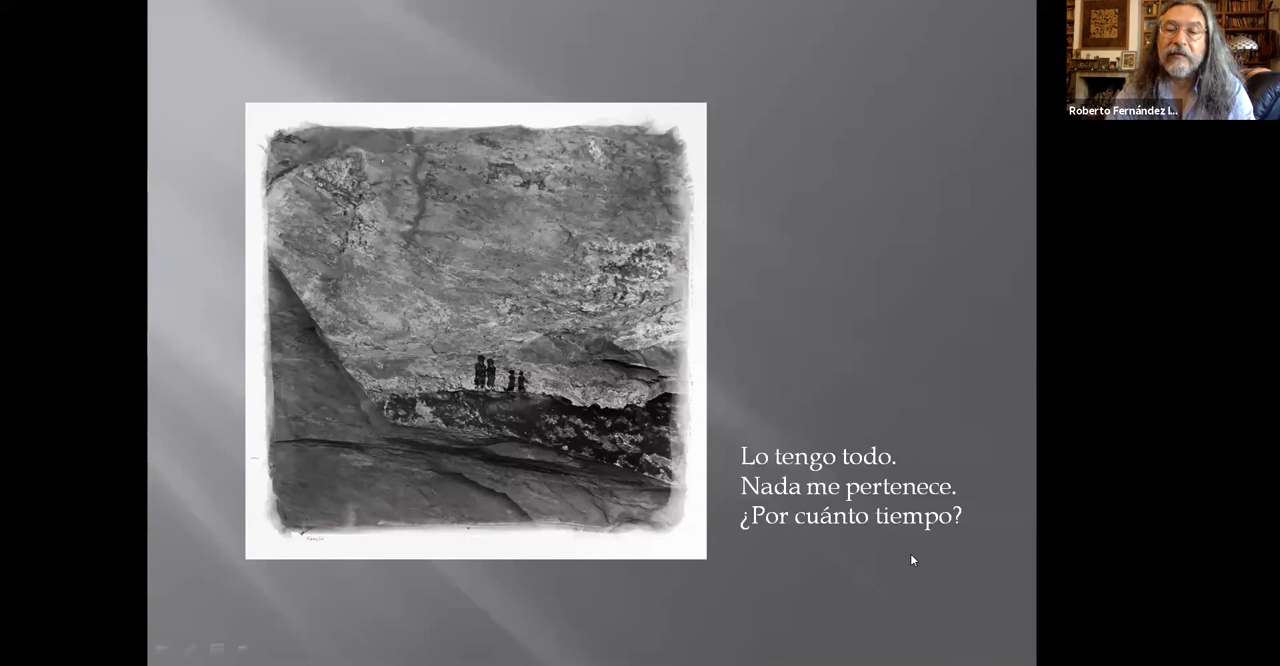 Lo tengo todo.
Nada me pertenece.
¿Por cuánto tiempo?
Roberto Fernández I...